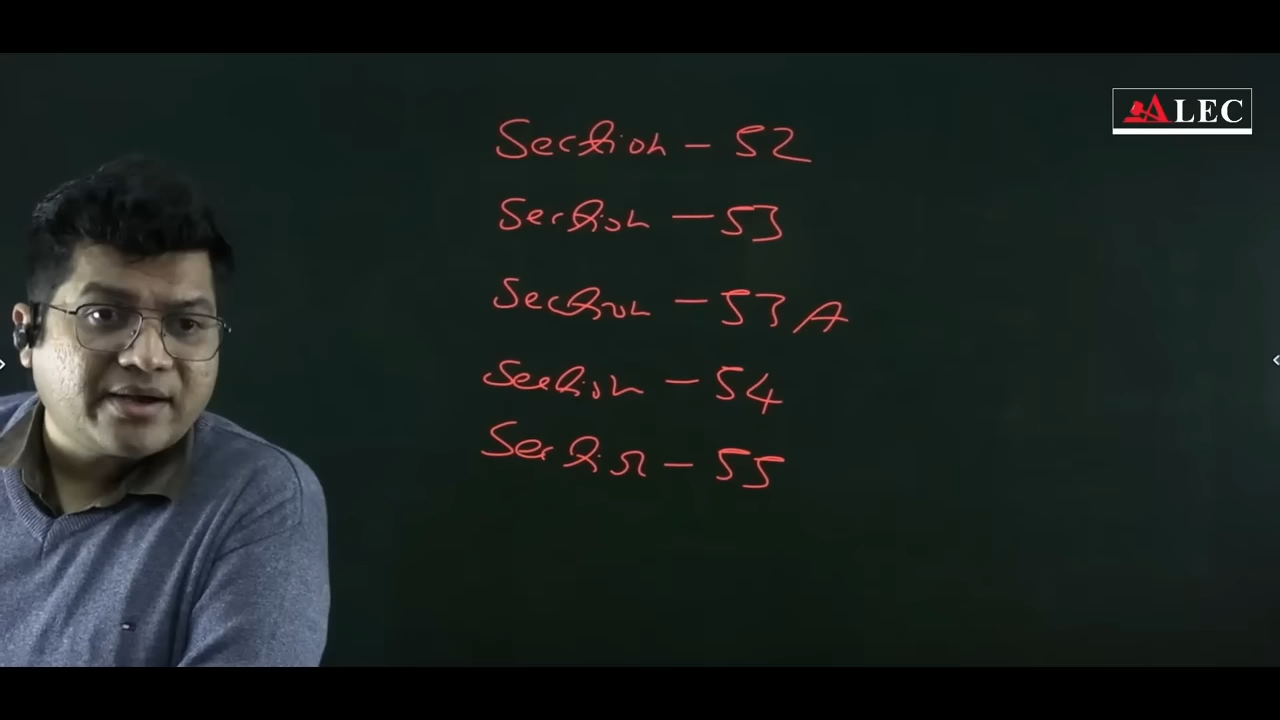 ALEC
Section - 52
Section - 53
Section - 53A
Section - 54
Section - 55